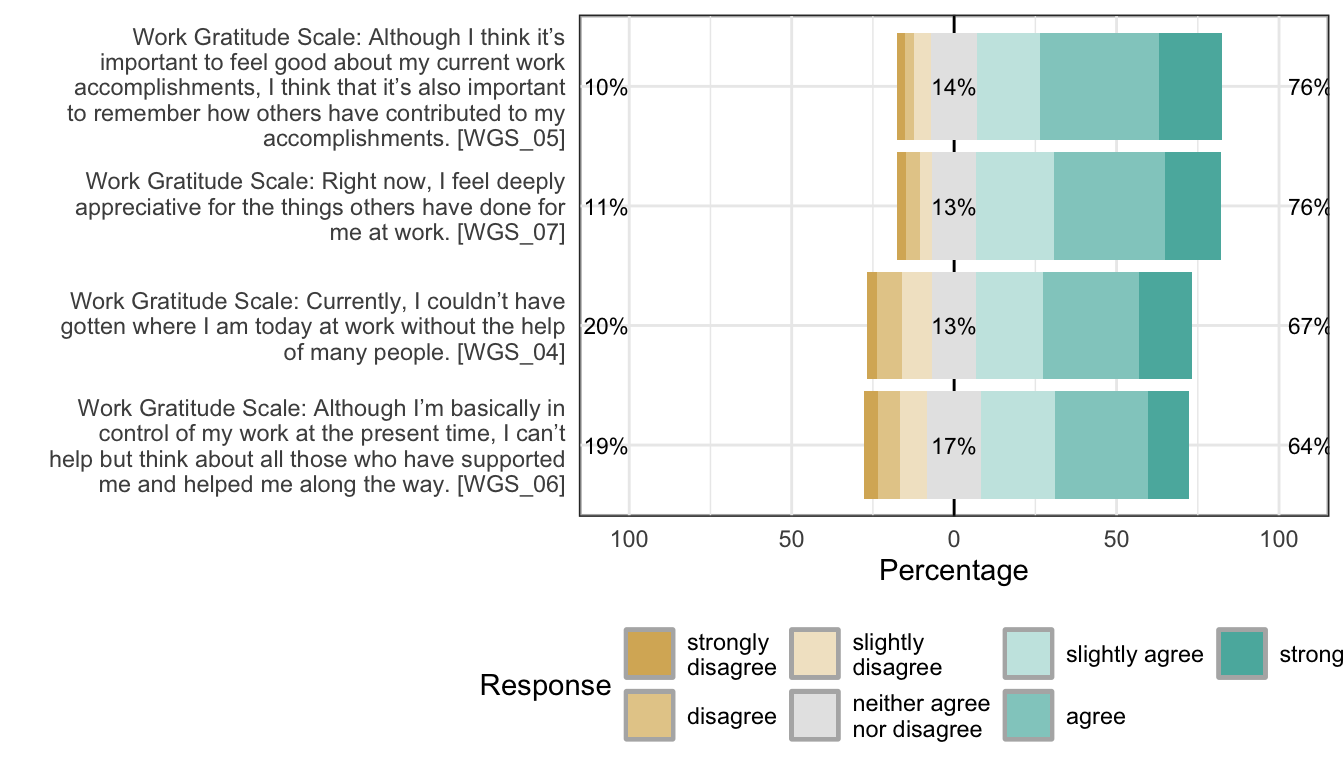 Work Gratitude Scale: Although I think it’s
important to feel good about my current work
accomplishments, I think that it’s also important
to remember how others have contributed to my
accomplishments. [WGS_05]
10%
14%
76%
Work Gratitude Scale: Right now, I feel deeply
appreciative for the things others have done for
me at work. [WGS_07]
11%
13%
76%
Work Gratitude Scale: Currently, I couldn’t have
gotten where I am today at work without the help
of many people. [WGS_04]
20%
13%
67%
Work Gratitude Scale: Although I’m basically in
control of my work at the present time, I can’t
help but think about all those who have supported
me and helped me along the way. [WGS_06]
19%
17%
64%
100 50 0 50 100
Percentage
Response
strongly
disagree
disagree
slightly
disagree
neither agree
nor disagree
slightly agree
agree
strong